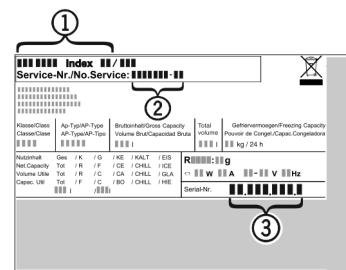 1
Index /
Service-Nr./No.Service: -
2
Klasse/Class Ap-Typ/AP-Type Bruttoinhalt/Gross Capacity Total Gefriervermoegen/Freezing Capacity
Classe/Clase AP-Type/AP-Tipo Volume Brut/Capacidad Bruta volume Pouvoir de Congel./Capac.Congeladora
l l kg / 24 h
Nutzinhalt Ges / K / G / KE / KALT / EIS
Net.Capacity Tot / R / F / CE / CHILL / ICE
Volume Utile Tot / R / C / CA / CHILL / GLA
Capac. Util Tot / F / C / BO / CHILL / HIE
l / l
R : g
W A - V Hz
Serial-Nr. . . .
3